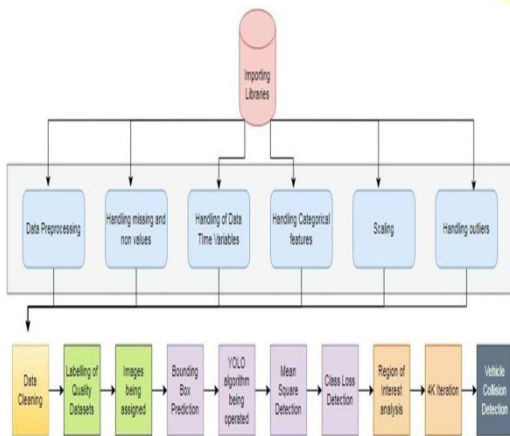 Importing
Libraries
Data Preprocessing
Handling missing and
non values
Handling of Data
Time Variables
Handling Categorical
features
Scaling
Handling outliers
Data
Cleaning
Labelling of
Quality
Datasets
Images
being
assigned
Bounding
Box
Prediction
YOLO
algorithm
being
operated
Mean
Square
Detection
Class Loss
Detection
Region of
Interest
analysis
4K Iteration
Vehicle
Collision
Detection